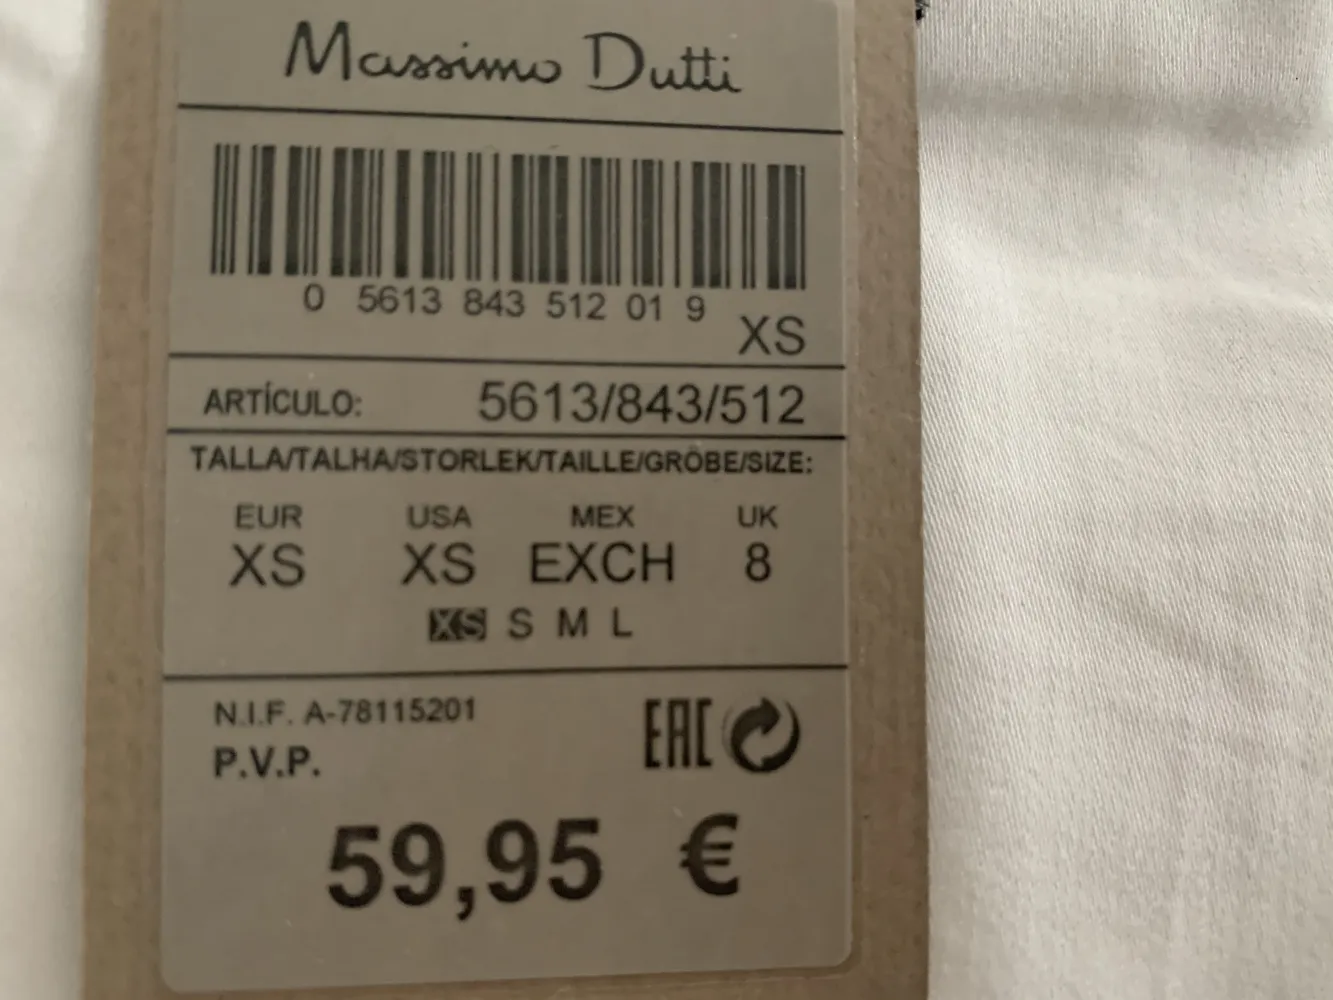 Massimo Dutti
0 5613 843 512 01 9
XS
ARTÍCULO: 5613/843/512
TALLA/TALHA/STORLEK/TAILLE/GRÖBE/SIZE:
EUR USA MEX UK
XS XS EXCH 8
XS S M L
N.I.F. A-78115201
EAC
P.V.P.
59,95 €